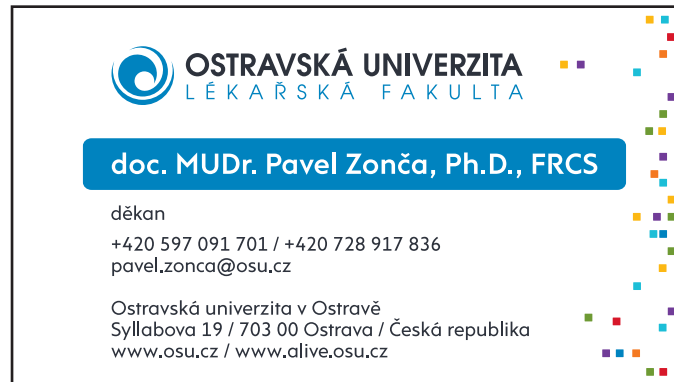 OSTRAVSKÁ UNIVERZITA
LÉKAŘSKÁ FAKULTA
doc. MUDr. Pavel Zonča, Ph.D., FRCS
děkan
+420 597 091 701 / +420 728 917 836
pavel.zonca@osu.cz
Ostravská univerzita v Ostravě
Syllabova 19 / 703 00 Ostrava / Česká republika
www.osu.cz / www.alive.osu.cz